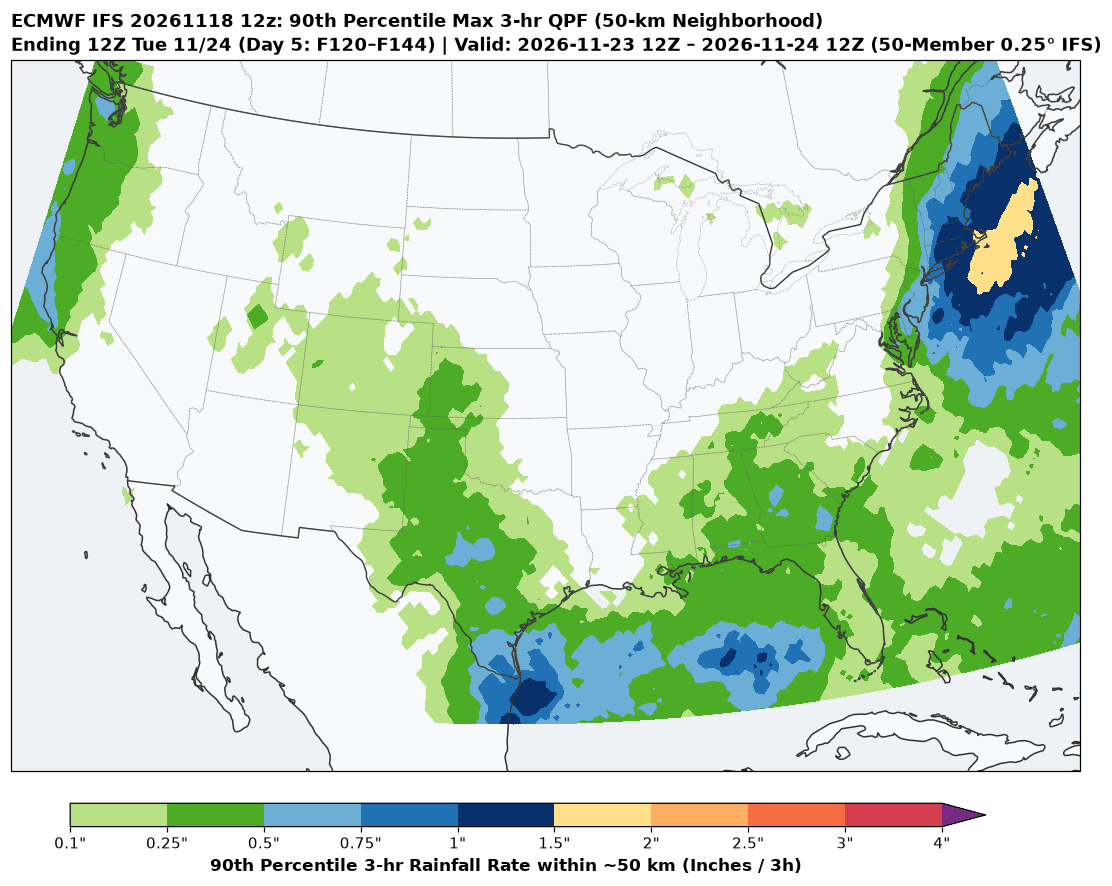 ECMWF IFS 20261118 12z: 90th Percentile Max 3-hr QPF (50-km Neighborhood)
Ending 12Z Tue 11/24 (Day 5: F120–F144) | Valid: 2026-11-23 12Z – 2026-11-24 12Z (50-Member 0.25° IFS)
0.1" 0.25" 0.5" 0.75" 1" 1.5" 2" 2.5" 3" 4"
90th Percentile 3-hr Rainfall Rate within ~50 km (Inches / 3h)